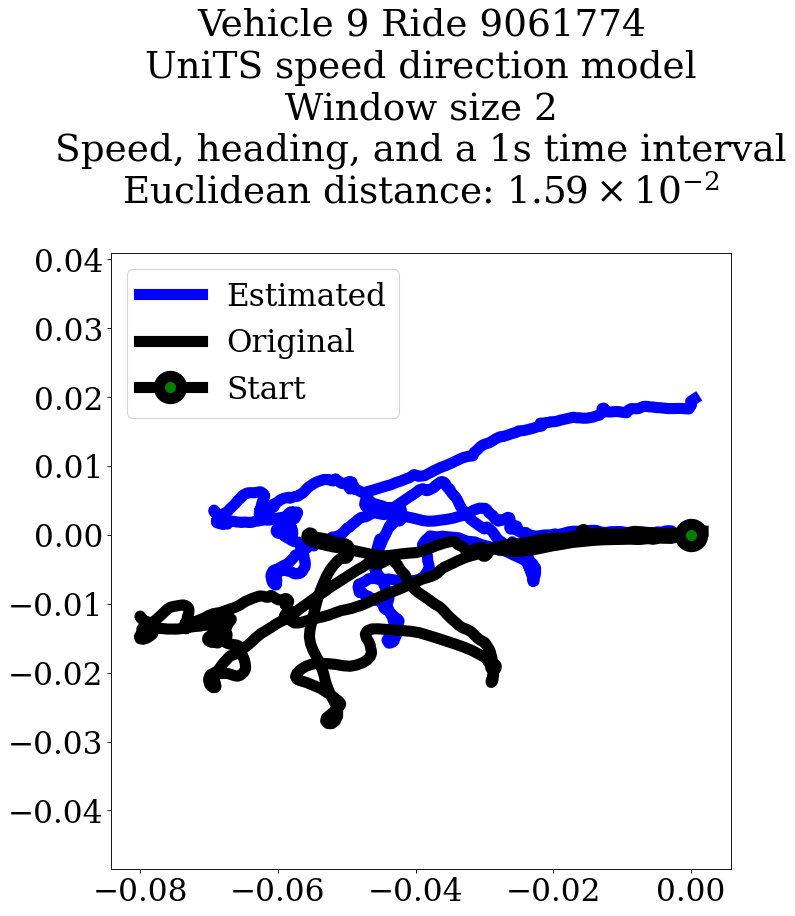 Vehicle 9 Ride 9061774
UniTS speed direction model
Window size 2
Speed, heading, and a 1s time interval
Euclidean distance: 1.59 × 10⁻²
0.04
0.03
0.02
0.01
0.00
−0.01
−0.02
−0.03
−0.04
Estimated
Original
Start
−0.08 −0.06 −0.04 −0.02 0.00